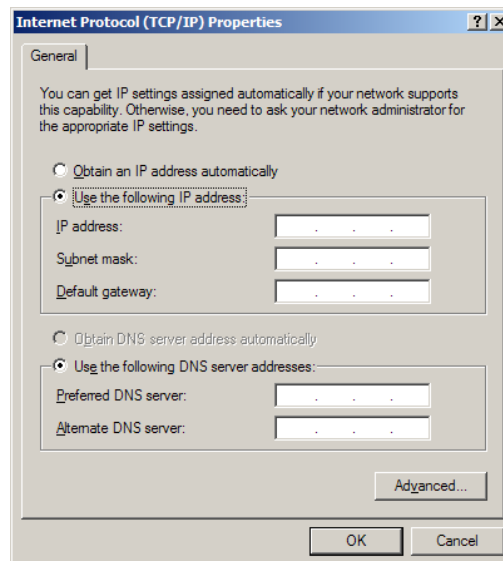 Internet Protocol (TCP/IP) Properties
General
You can get IP settings assigned automatically if your network supports
this capability. Otherwise, you need to ask your network administrator for
the appropriate IP settings.
Obtain an IP address automatically
Use the following IP address:
IP address:
Subnet mask:
Default gateway:
Obtain DNS server address automatically
Use the following DNS server addresses:
Preferred DNS server:
Alternate DNS server:
Advanced...
OK Cancel